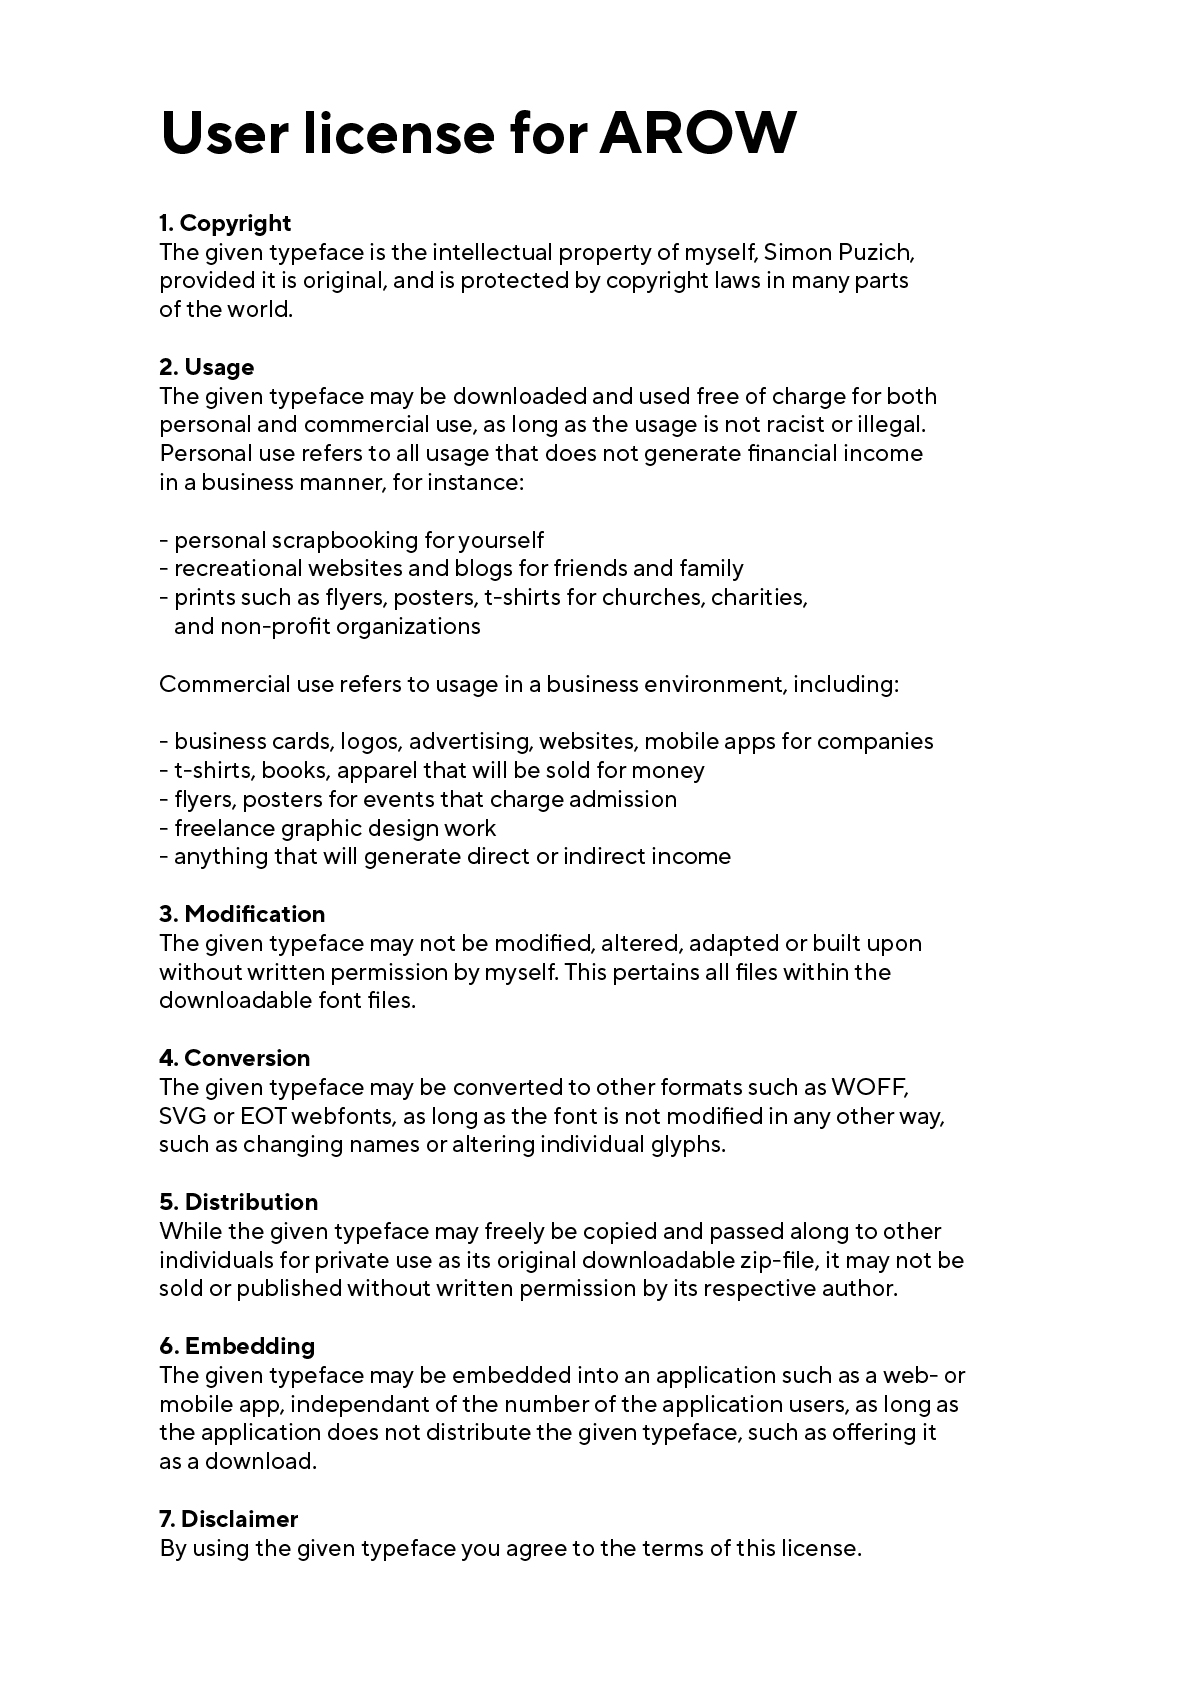 User license for AROW
1. Copyright
The given typeface is the intellectual property of myself, Simon Puzich,
provided it is original, and is protected by copyright laws in many parts
of the world.
2. Usage
The given typeface may be downloaded and used free of charge for both
personal and commercial use, as long as the usage is not racist or illegal.
Personal use refers to all usage that does not generate financial income
in a business manner, for instance:
- personal scrapbooking for yourself
- recreational websites and blogs for friends and family
- prints such as flyers, posters, t-shirts for churches, charities,
and non-profit organizations
Commercial use refers to usage in a business environment, including:
- business cards, logos, advertising, websites, mobile apps for companies
- t-shirts, books, apparel that will be sold for money
- flyers, posters for events that charge admission
- freelance graphic design work
- anything that will generate direct or indirect income
3. Modification
The given typeface may not be modified, altered, adapted or built upon
without written permission by myself. This pertains all files within the
downloadable font files.
4. Conversion
The given typeface may be converted to other formats such as WOFF,
SVG or EOT webfonts, as long as the font is not modified in any other way,
such as changing names or altering individual glyphs.
5. Distribution
While the given typeface may freely be copied and passed along to other
individuals for private use as its original downloadable zip-file, it may not be
sold or published without written permission by its respective author.
6. Embedding
The given typeface may be embedded into an application such as a web- or
mobile app, independant of the number of the application users, as long as
the application does not distribute the given typeface, such as offering it
as a download.
7. Disclaimer
By using the given typeface you agree to the terms of this license.